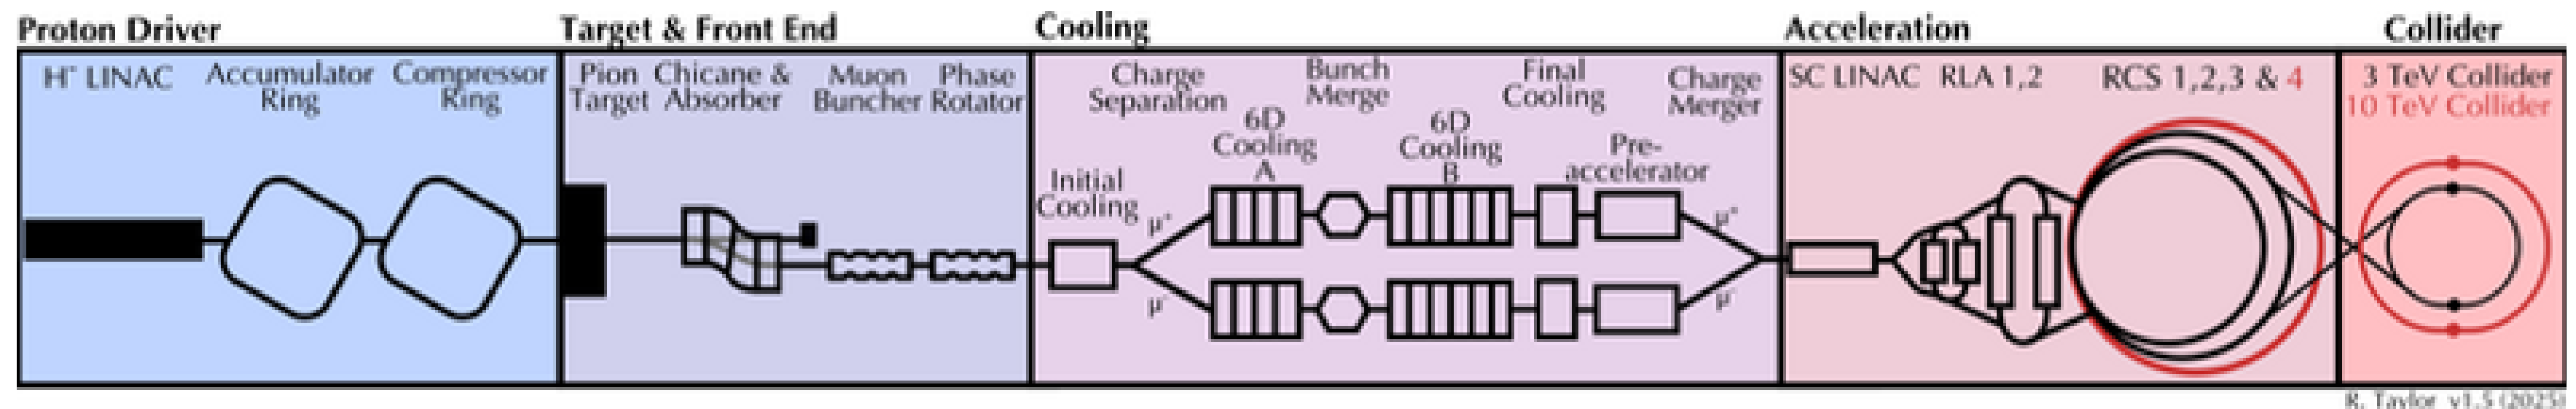 Proton Driver
Target & Front End
Cooling
Acceleration
Collider
H⁻ LINAC
Accumulator
Ring
Compressor
Ring
Pion
Target
Chicane &
Absorber
Muon
Buncher
Phase
Rotator
Initial
Cooling
Charge
Separation
μ⁺
μ⁻
6D
Cooling
A
Bunch
Merge
6D
Cooling
B
Final
Cooling
Pre-
accelerator
Charge
Merger
μ⁺
μ⁻
SC LINAC
RLA 1,2
RCS 1,2,3 & 4
3 TeV Collider
10 TeV Collider
R. Taylor v1.5 (2025)